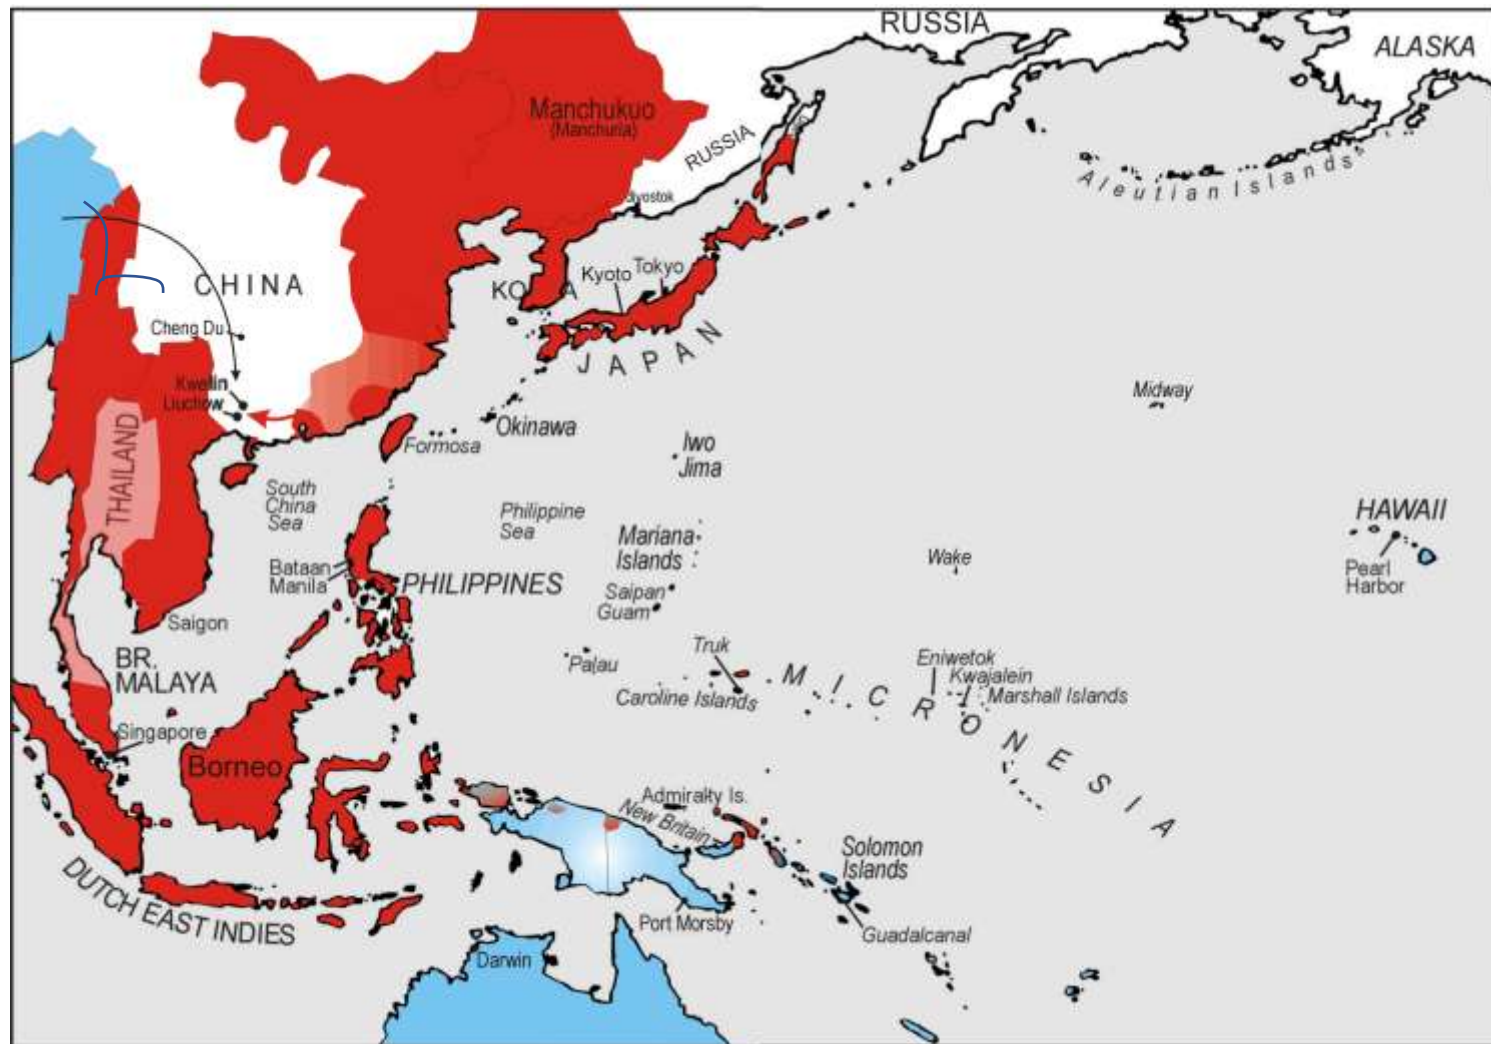 RUSSIA
ALASKA
Manchukuo
(Manchuria)
RUSSIA
Aleutian Islands
CHINA
Kyoto
Tokyo
JAPAN
Cheng Du
Kwelin
Liuchow
Midway
Okinawa
Formosa
Iwo
Jima
THAILAND
South
China
Sea
Philippine
Sea
HAWAII
Mariana
Islands
Wake
Pearl
Harbor
Bataan
Manila
PHILIPPINES
Saipan
Guam
Saigon
Truk
Palau
BR.
MALAYA
Eniwetok
Kwajalein
Marshall Islands
Caroline Islands
MICRONESIA
Singapore
Borneo
Admiralty Is.
New Britain
Solomon
Islands
DUTCH EAST INDIES
Port Morsby
Guadalcanal
Darwin